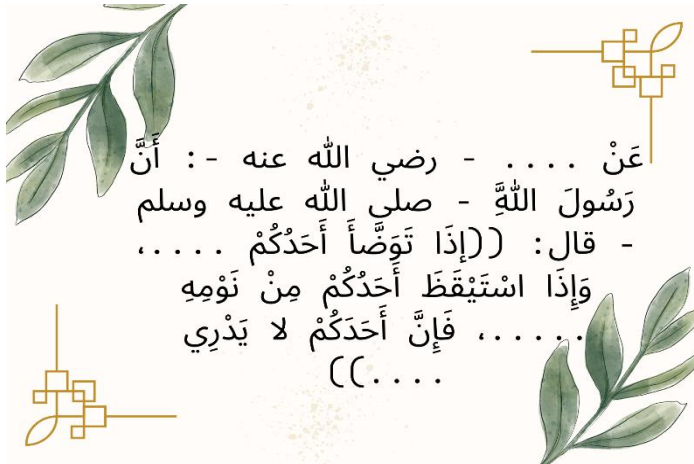 عَنْ .... - رضي الله عنه -: أَنَّ
رَسُولَ اللَّهِ - صلى الله عليه وسلم
- قال: ((إِذَا تَوَضَّأَ أَحَدُكُمْ ....،
وَإِذَا اسْتَيْقَظَ أَحَدُكُمْ مِنْ نَوْمِهِ
.....، فَإِنَّ أَحَدَكُمْ لا يَدْرِي
....))